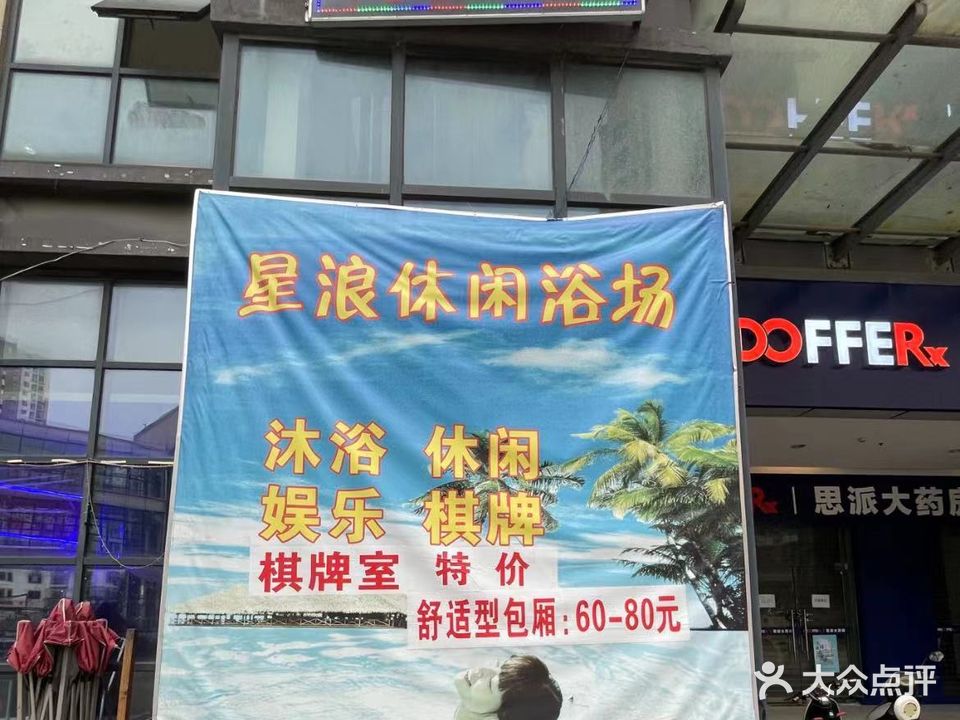 星浪休闲浴场
沐浴 休闲
娱乐 棋牌
棋牌室 特价
舒适型包厢:60-80元
OOFFERx
思派大药房
大众点评